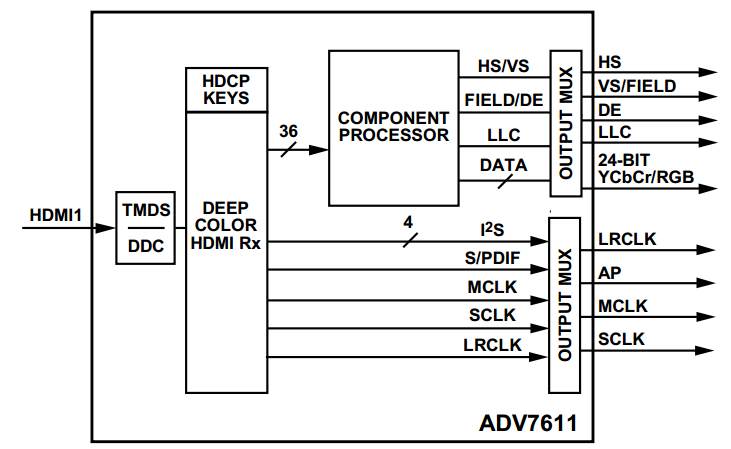 HDMI1
TMDS
DDC
HDCP
KEYS
DEEP
COLOR
HDMI Rx
36
COMPONENT
PROCESSOR
HS/VS
FIELD/DE
LLC
DATA
OUTPUT MUX
HS
VS/FIELD
DE
LLC
24-BIT
YCbCr/RGB
4
I²S
S/PDIF
MCLK
SCLK
LRCLK
OUTPUT MUX
LRCLK
AP
MCLK
SCLK
ADV7611